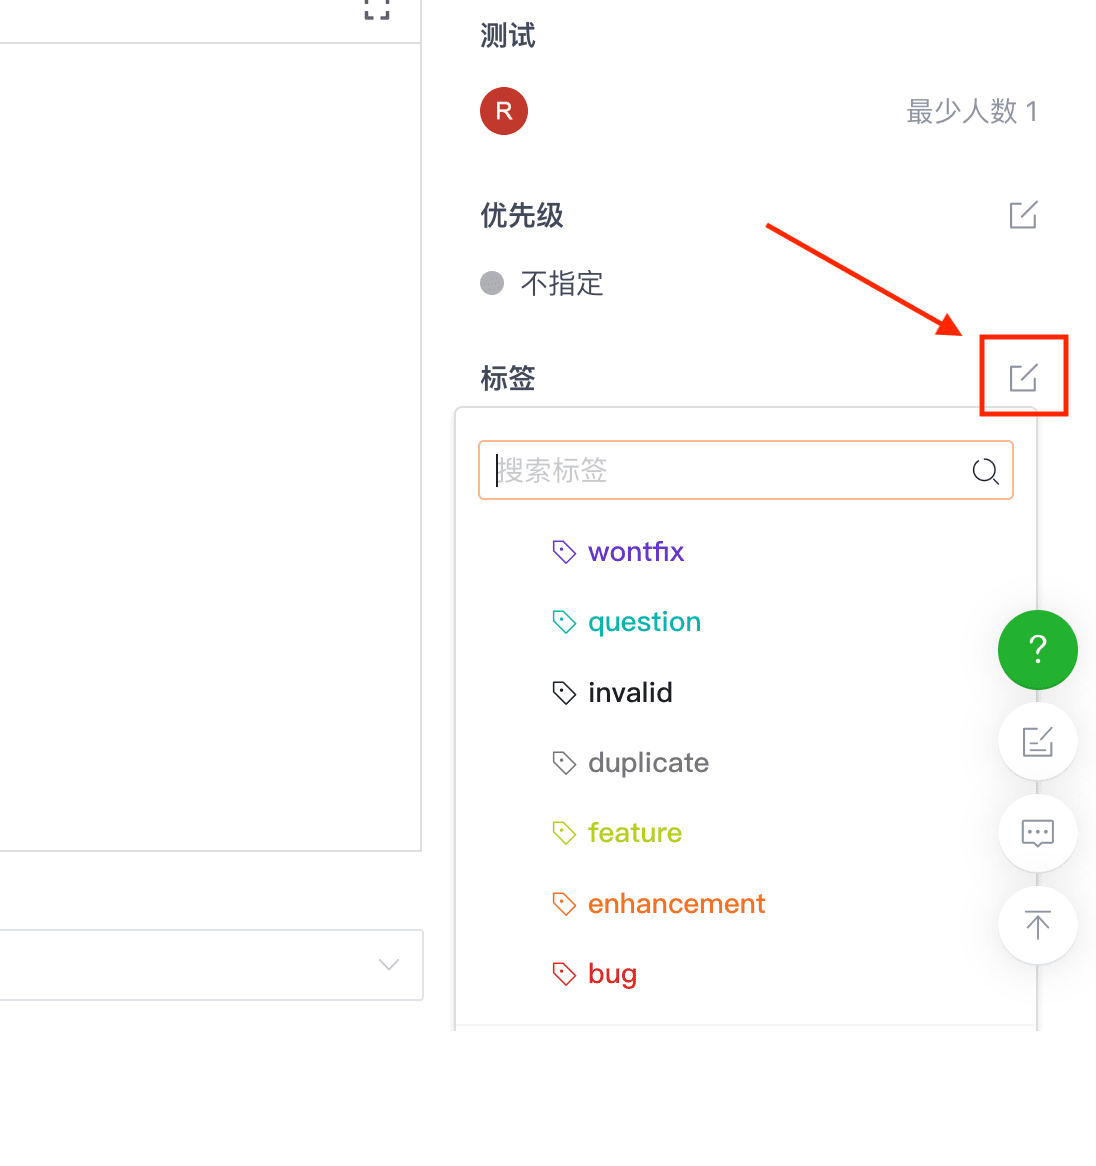 测试
R
最少人数 1
优先级
不指定
标签
搜索标签
wontfix
question
invalid
duplicate
feature
enhancement
bug
?